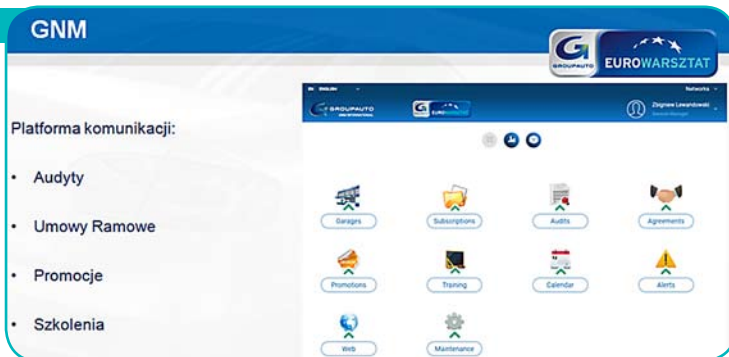 GNM
GROUPAUTO
EUROWARSZTAT
Platforma komunikacji:
• Audyty
• Umowy Ramowe
• Promocje
• Szkolenia
EN ENGLISH
Networks
GROUPAUTO
Zbigniew Lewandowski
Garages
Subscriptions
Audits
Agreements
Promotions
Training
Calendar
Alerts
Web
Maintenance